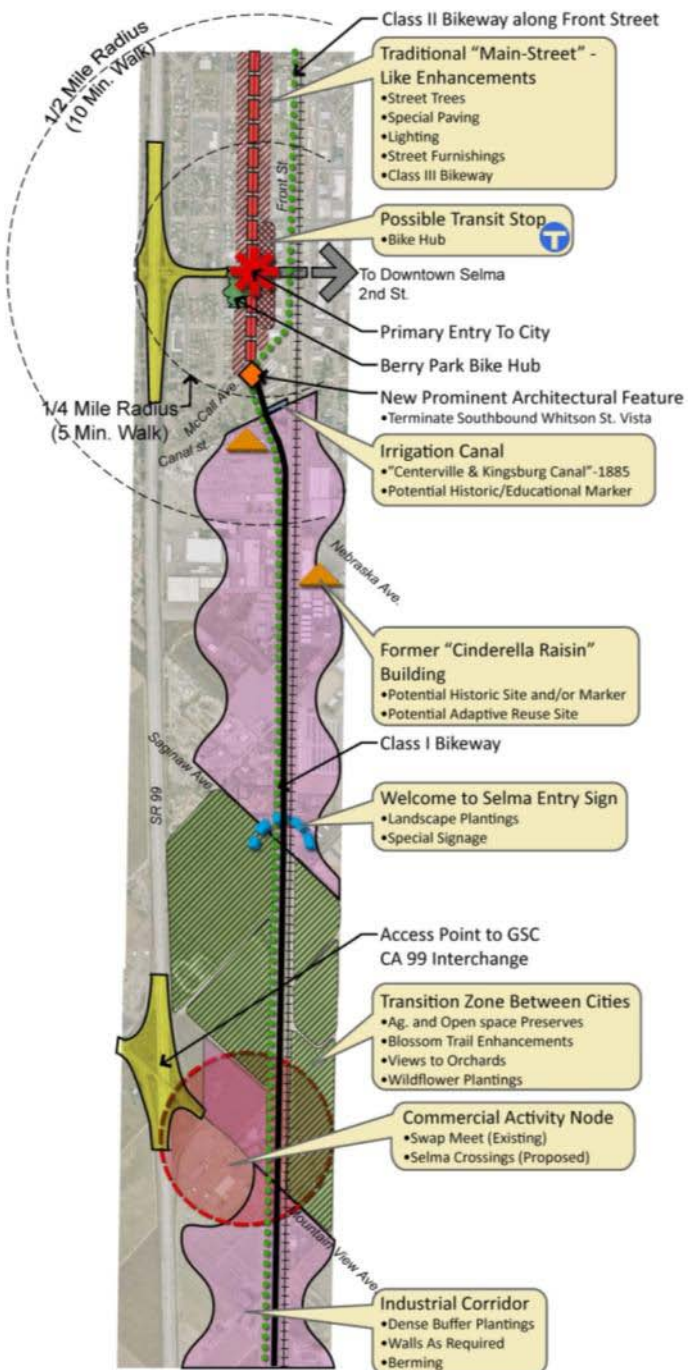 Class II Bikeway along Front Street
Traditional “Main-Street” -
Like Enhancements
•Street Trees
•Special Paving
•Lighting
•Street Furnishings
•Class III Bikeway
1/2 Mile Radius
(10 Min. Walk)
Front St
Possible Transit Stop
•Bike Hub
T
To Downtown Selma
2nd St.
Primary Entry To City
Berry Park Bike Hub
New Prominent Architectural Feature
•Terminate Southbound Whitson St. Vista
1/4 Mile Radius
(5 Min. Walk)
McCall Ave.
Canal st.
Irrigation Canal
•“Centerville & Kingsburg Canal”-1885
•Potential Historic/Educational Marker
Nebraska Ave.
Former “Cinderella Raisin”
Building
•Potential Historic Site and/or Marker
•Potential Adaptive Reuse Site
Class I Bikeway
Saginaw Ave.
SR 99
Welcome to Selma Entry Sign
•Landscape Plantings
•Special Signage
Access Point to GSC
CA 99 Interchange
Transition Zone Between Cities
•Ag. and Open space Preserves
•Blossom Trail Enhancements
•Views to Orchards
•Wildflower Plantings
Commercial Activity Node
•Swap Meet (Existing)
•Selma Crossings (Proposed)
Mountain View Ave.
Industrial Corridor
•Dense Buffer Plantings
•Walls As Required
•Berming